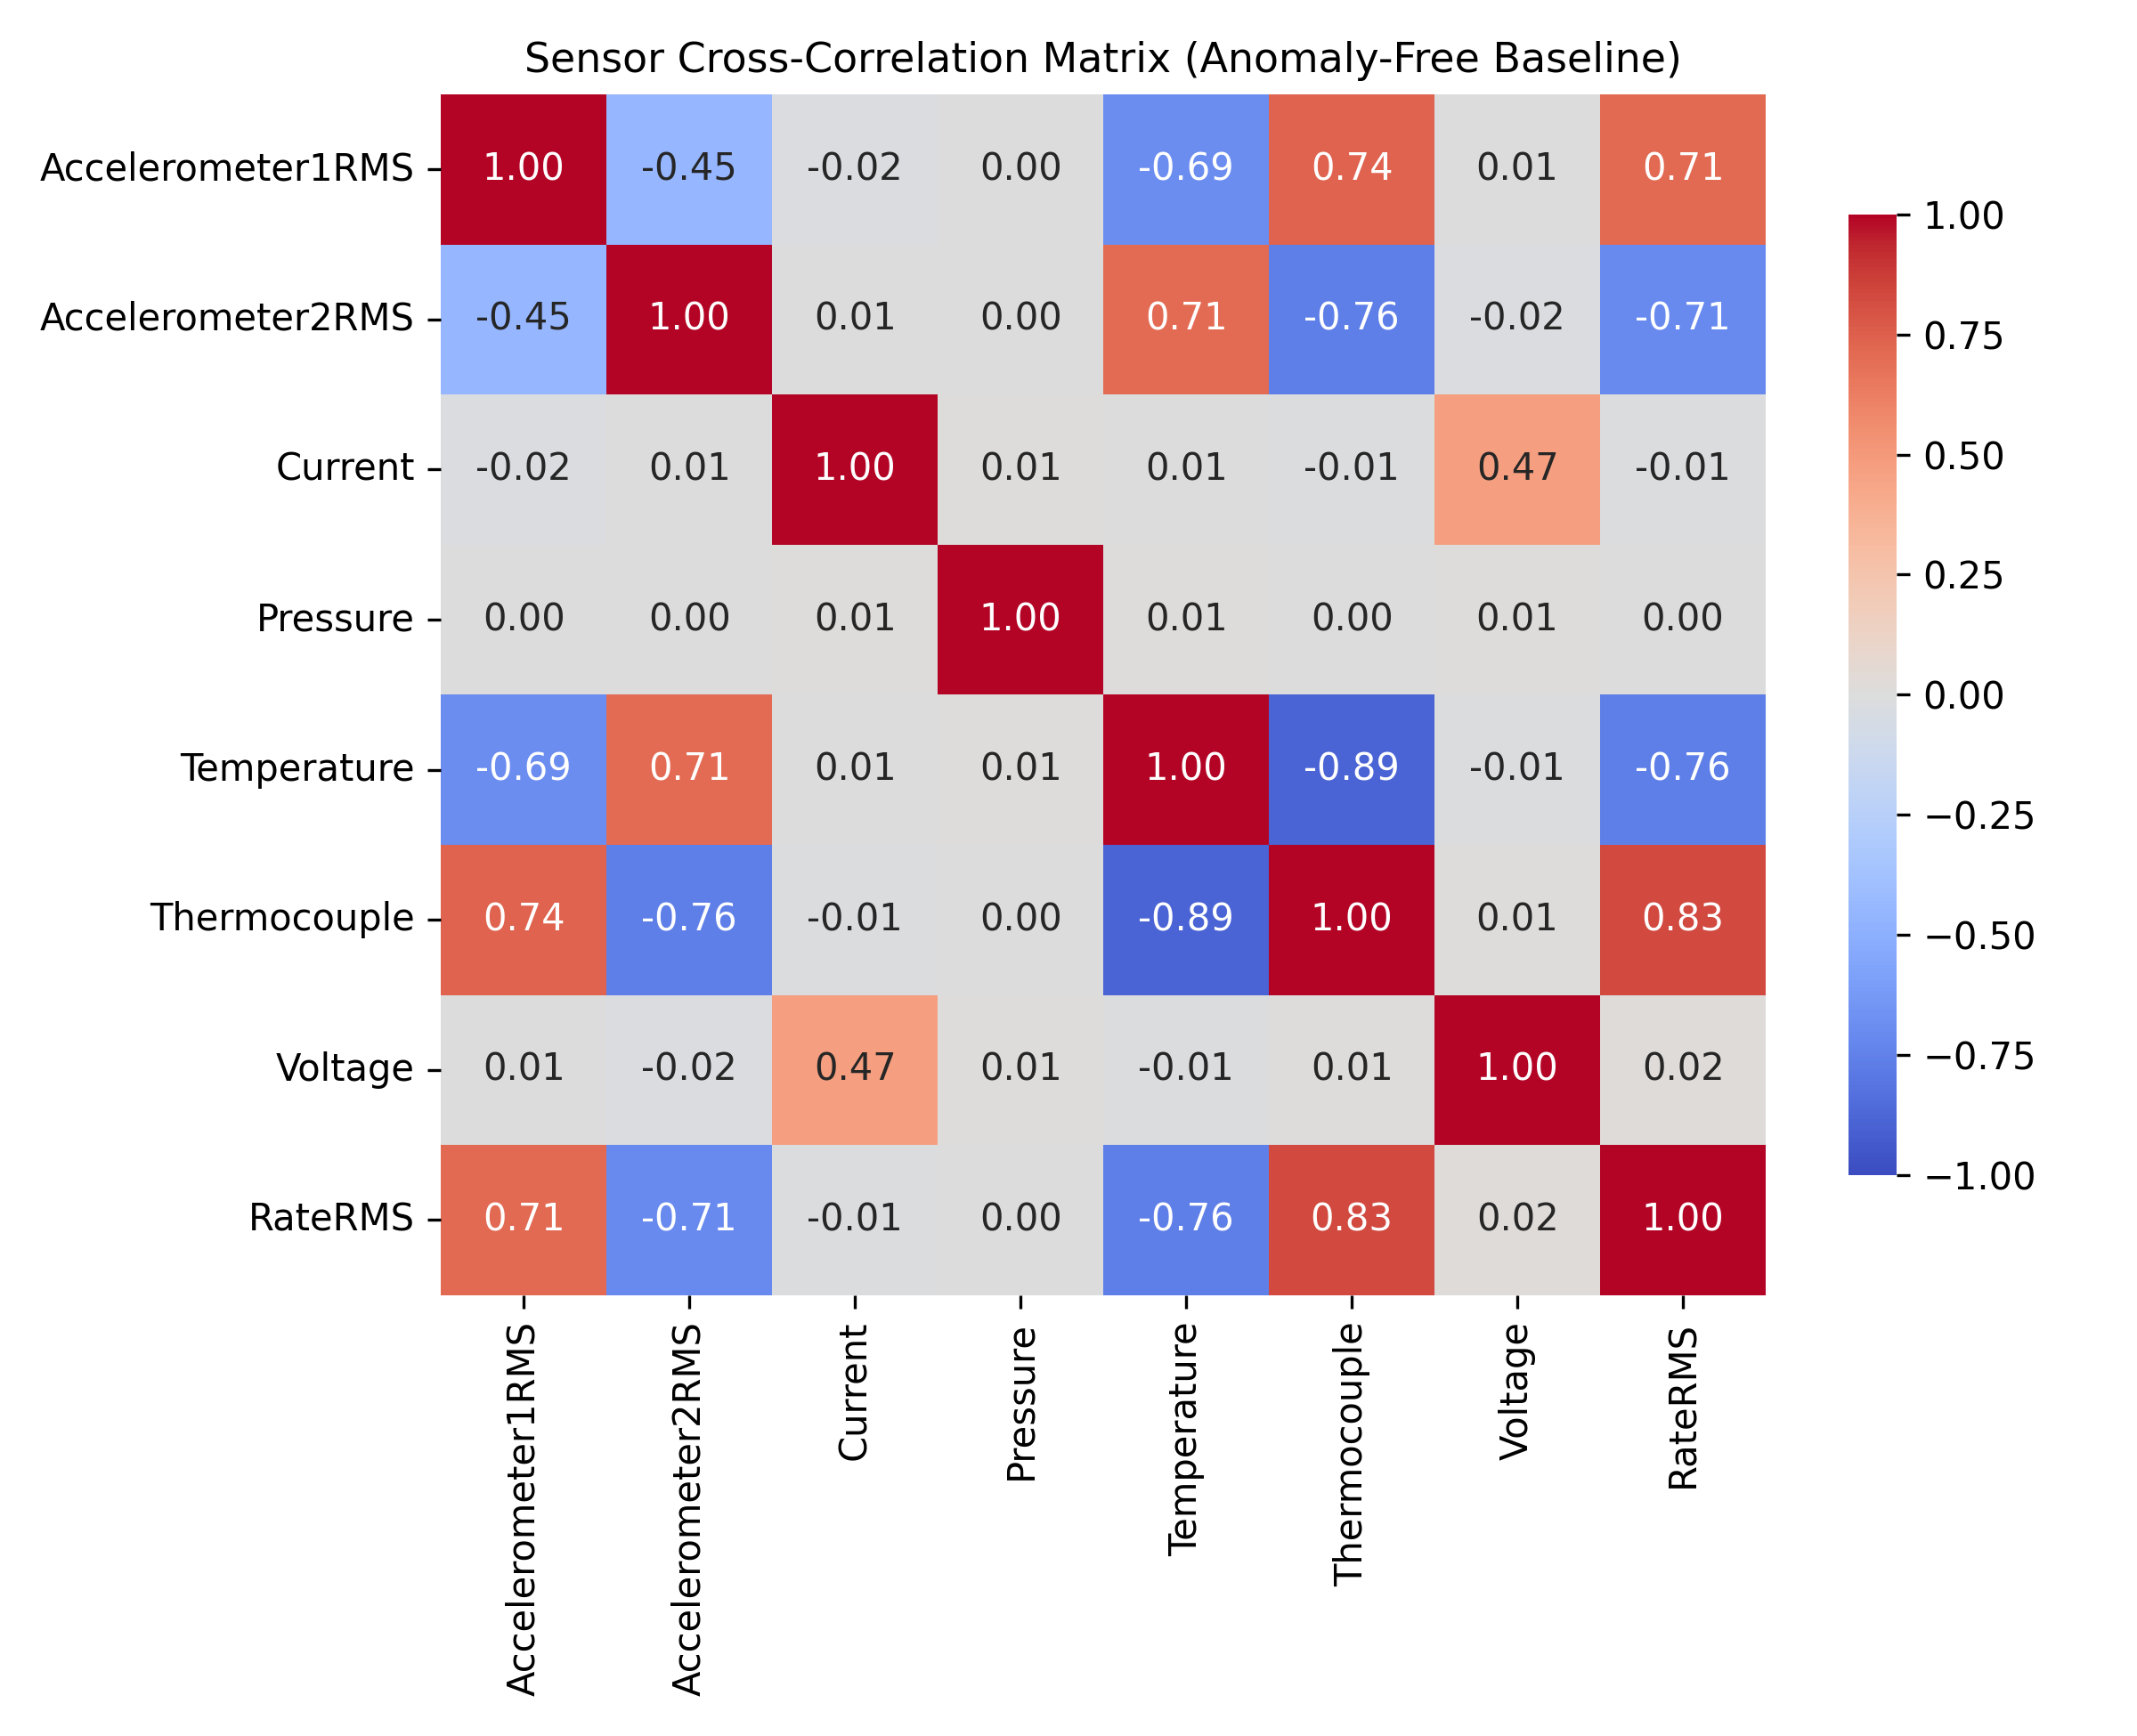 Sensor Cross-Correlation Matrix (Anomaly-Free Baseline)
Accelerometer1RMS 1.00 -0.45 -0.02 0.00 -0.69 0.74 0.01 0.71
Accelerometer2RMS -0.45 1.00 0.01 0.00 0.71 -0.76 -0.02 -0.71
Current -0.02 0.01 1.00 0.01 0.01 -0.01 0.47 -0.01
Pressure 0.00 0.00 0.01 1.00 0.01 0.00 0.01 0.00
Temperature -0.69 0.71 0.01 0.01 1.00 -0.89 -0.01 -0.76
Thermocouple 0.74 -0.76 -0.01 0.00 -0.89 1.00 0.01 0.83
Voltage 0.01 -0.02 0.47 0.01 -0.01 0.01 1.00 0.02
RateRMS 0.71 -0.71 -0.01 0.00 -0.76 0.83 0.02 1.00
Accelerometer1RMS
Accelerometer2RMS
Current
Pressure
Temperature
Thermocouple
Voltage
RateRMS
1.00
0.75
0.50
0.25
0.00
−0.25
−0.50
−0.75
−1.00